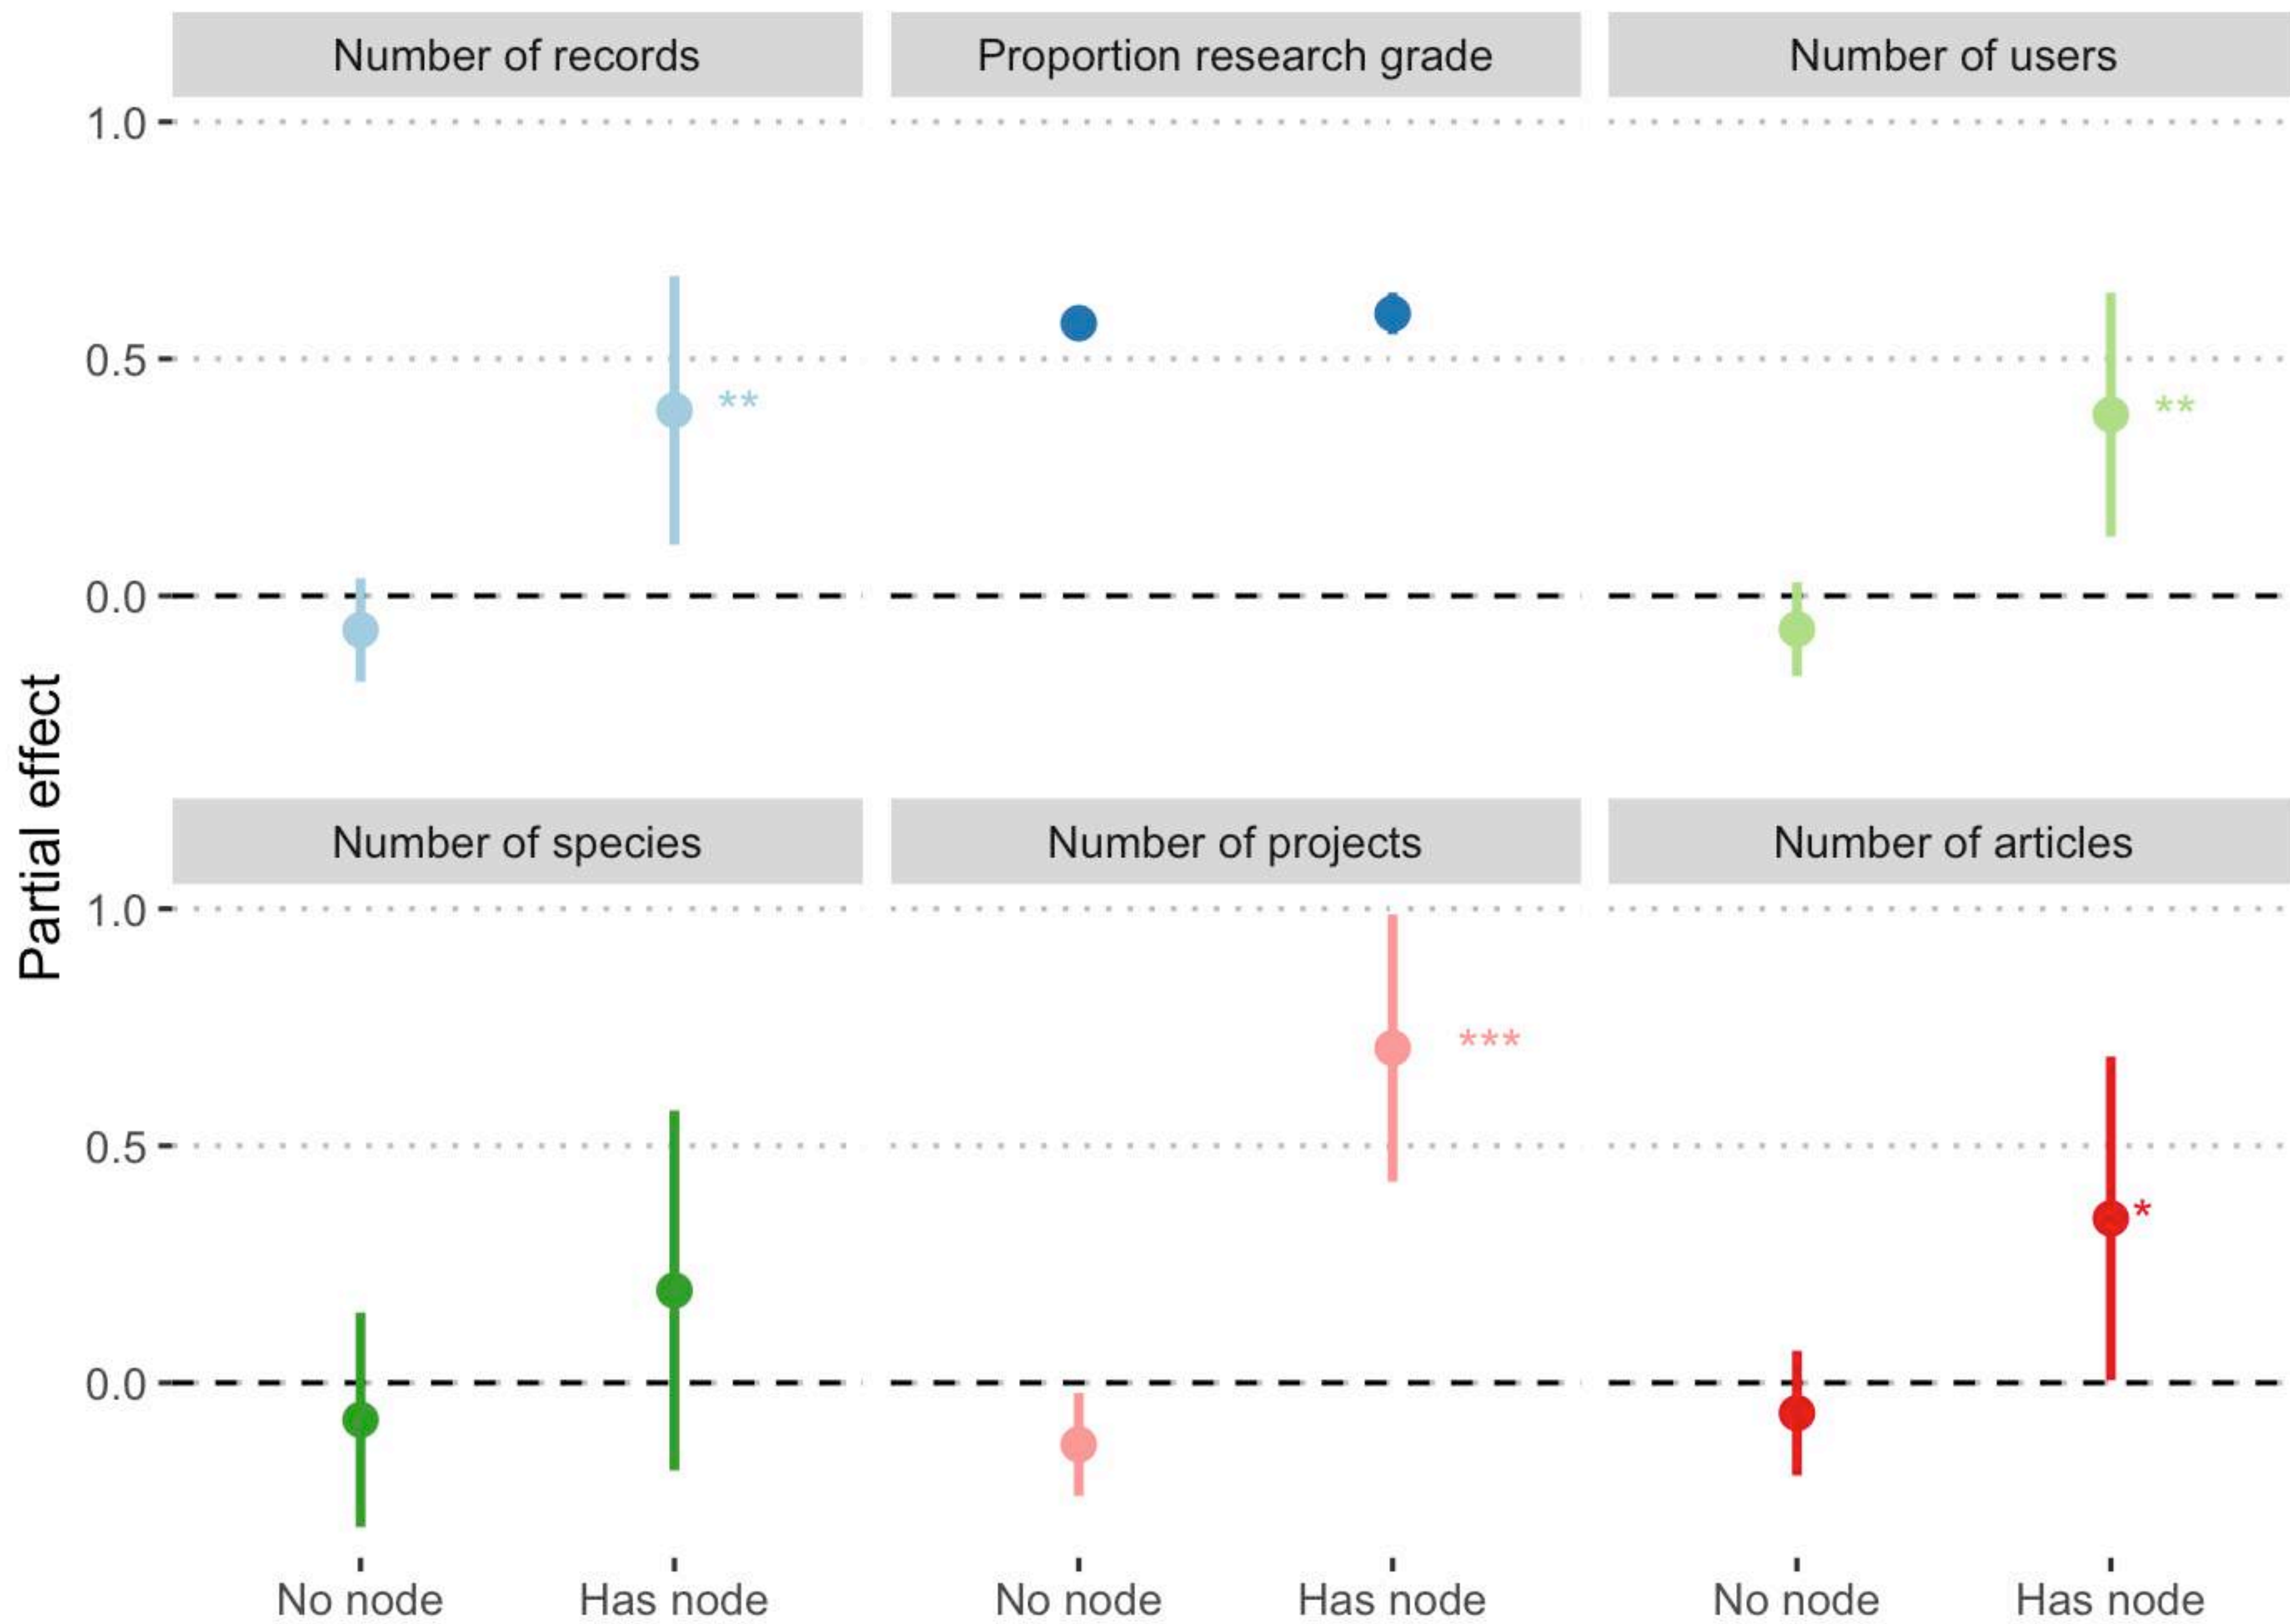 Number of records Proportion research grade Number of users
1.0
0.5
**
**
0.0
Partial effect
Number of species Number of projects Number of articles
1.0
***
0.5
*
0.0
No node Has node No node Has node No node Has node